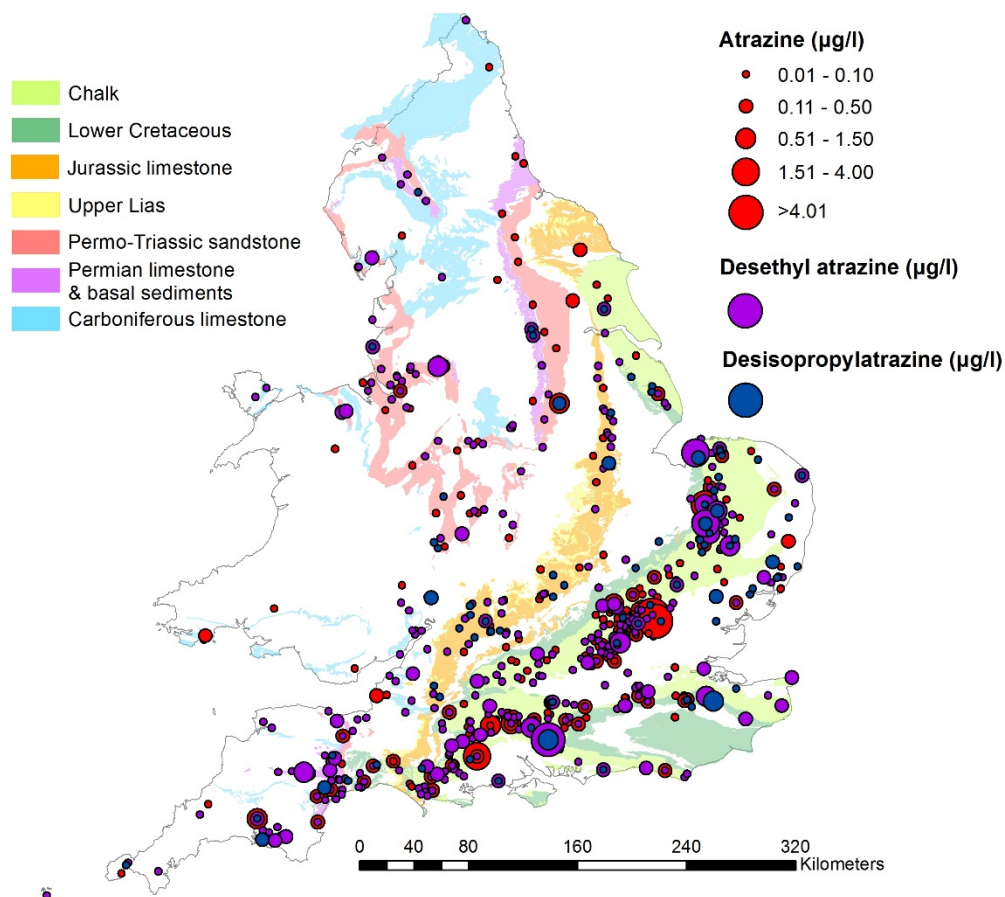 Chalk
Lower Cretaceous
Jurassic limestone
Upper Lias
Permo-Triassic sandstone
Permian limestone
& basal sediments
Carboniferous limestone
Atrazine (µg/l)
0.01 - 0.10
0.11 - 0.50
0.51 - 1.50
1.51 - 4.00
>4.01
Desethyl atrazine (µg/l)
Desisopropylatrazine (µg/l)
0 40 80 160 240 320
Kilometers